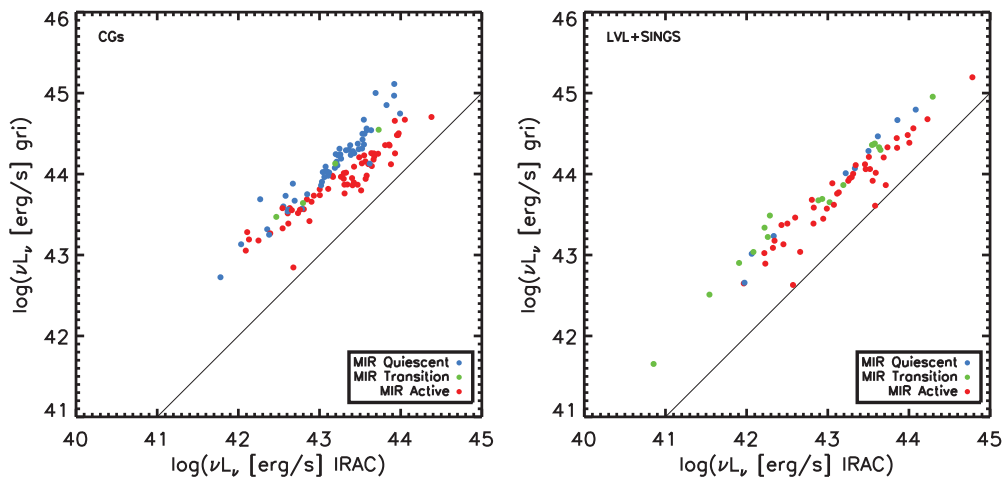 CGs
46
45
44
43
42
41
40 41 42 43 44 45
log(νLν [erg/s] gri)
log(νLν [erg/s] IRAC)
MIR Quiescent
MIR Transition
MIR Active
LVL+SINGS
46
45
44
43
42
41
40 41 42 43 44 45
log(νLν [erg/s] gri)
log(νLν [erg/s] IRAC)
MIR Quiescent
MIR Transition
MIR Active